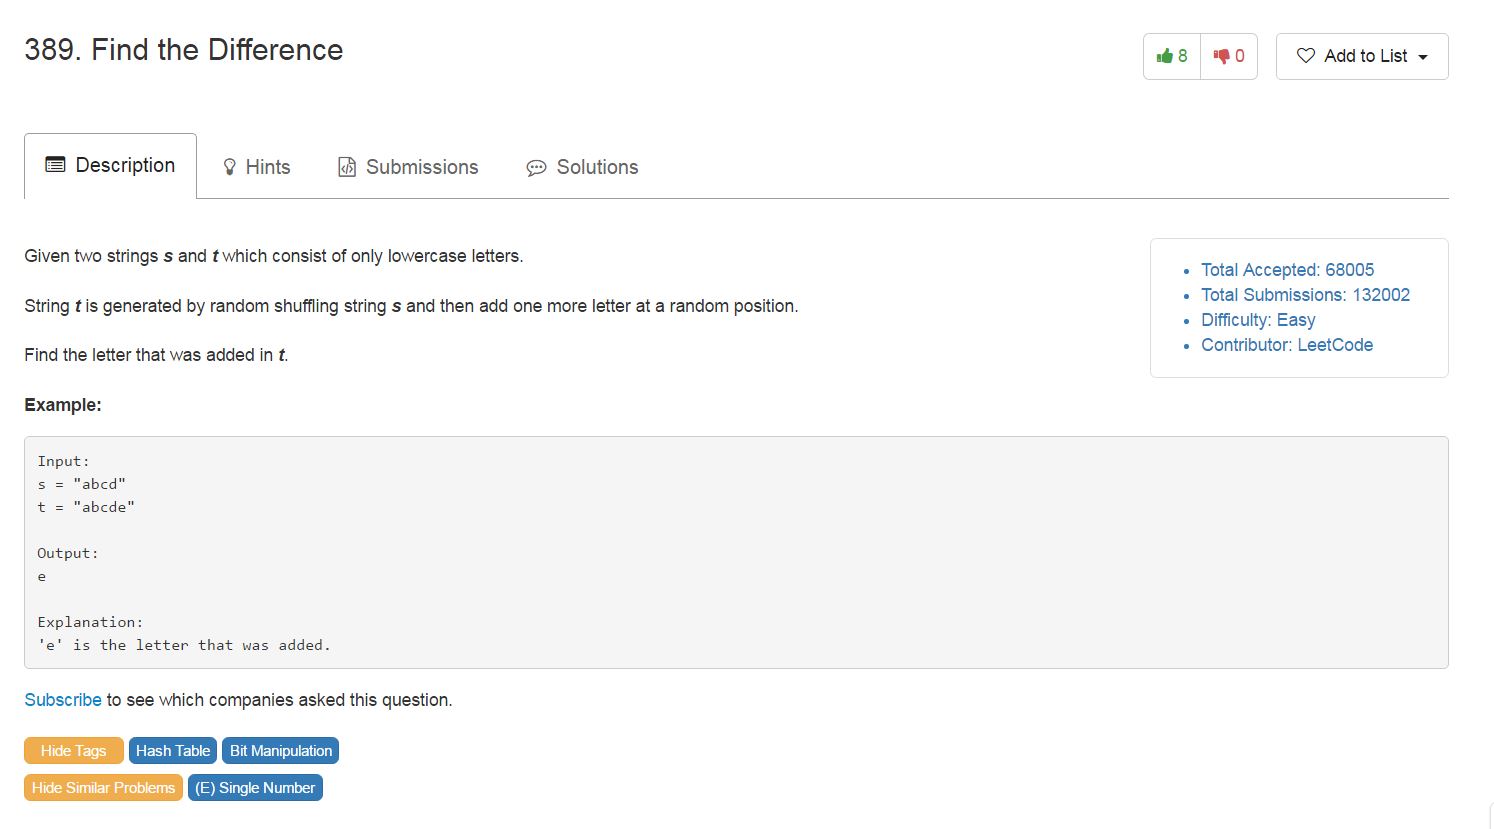 389. Find the Difference
8 0 Add to List
Description Hints Submissions Solutions
Given two strings s and t which consist of only lowercase letters.
String t is generated by random shuffling string s and then add one more letter at a random position.
Find the letter that was added in t.
Total Accepted: 68005
Total Submissions: 132002
Difficulty: Easy
Contributor: LeetCode
Example:
Input:
s = "abcd"
t = "abcde"
Output:
e
Explanation:
'e' is the letter that was added.
Subscribe to see which companies asked this question.
Hide Tags Hash Table Bit Manipulation
Hide Similar Problems (E) Single Number